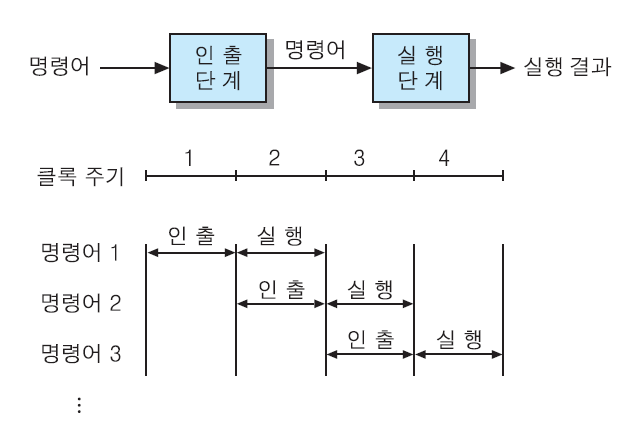 명령어
인 출
단 계
명령어
실 행
단 계
실행 결과
클록 주기
1 2 3 4
명령어 1
인 출 실 행
명령어 2
인 출 실 행
명령어 3
인 출 실 행
⋮